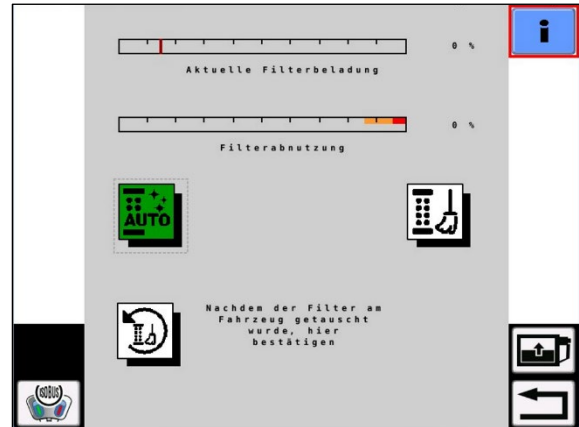 i
0 %
Aktuelle Filterbeladung
0 %
Filterabnutzung
AUTO
Nachdem der Filter am
Fahrzeug getauscht
wurde, hier
bestätigen
ISOBUS